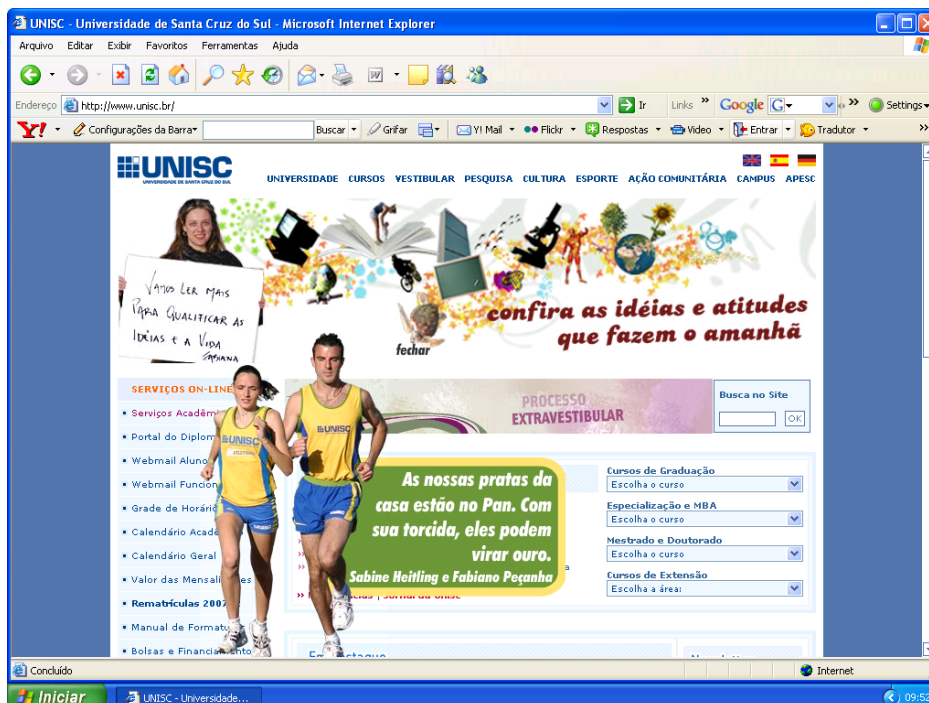 UNISC - Universidade de Santa Cruz do Sul - Microsoft Internet Explorer
Arquivo Editar Exibir Favoritos Ferramentas Ajuda
Endereço http://www.unisc.br/ Ir Links » Google G » Settings
Y! Configurações da Barra Buscar Grifar Y! Mail Flickr Respostas Video Entrar Tradutor »
UNISC
UNIVERSIDADE DE SANTA CRUZ DO SUL
UNIVERSIDADE CURSOS VESTIBULAR PESQUISA CULTURA ESPORTE AÇÃO COMUNITÁRIA CAMPUS APESC
VAMOS LER MAIS
PARA QUALIFICAR AS
IDÉIAS E A VIDA
FABIANA
confira as idéias e atitudes
que fazem o amanhã
fechar
SERVIÇOS ON-LINE
Serviços Acadêm
Portal do Diplom
Webmail Aluno
Webmail Funcion
Grade de Horári
Calendário Acad
Calendário Geral
Valor das Mensali es
Rematrículas 2007
Manual de Format
Bolsas e Financiamento
PROCESSO
EXTRAVESTIBULAR
Busca no Site
OK
UNISC
UNISC
As nossas pratas da
casa estão no Pan. Com
sua torcida, eles podem
virar ouro.
Sabine Heitling e Fabiano Peçanha
Cursos de Graduação
Escolha o curso
Especialização e MBA
Escolha o curso
Mestrado e Doutorado
Escolha o curso
Cursos de Extensão
Escolha a área:
Concluído Internet
Iniciar UNISC - Universidade... 09:52